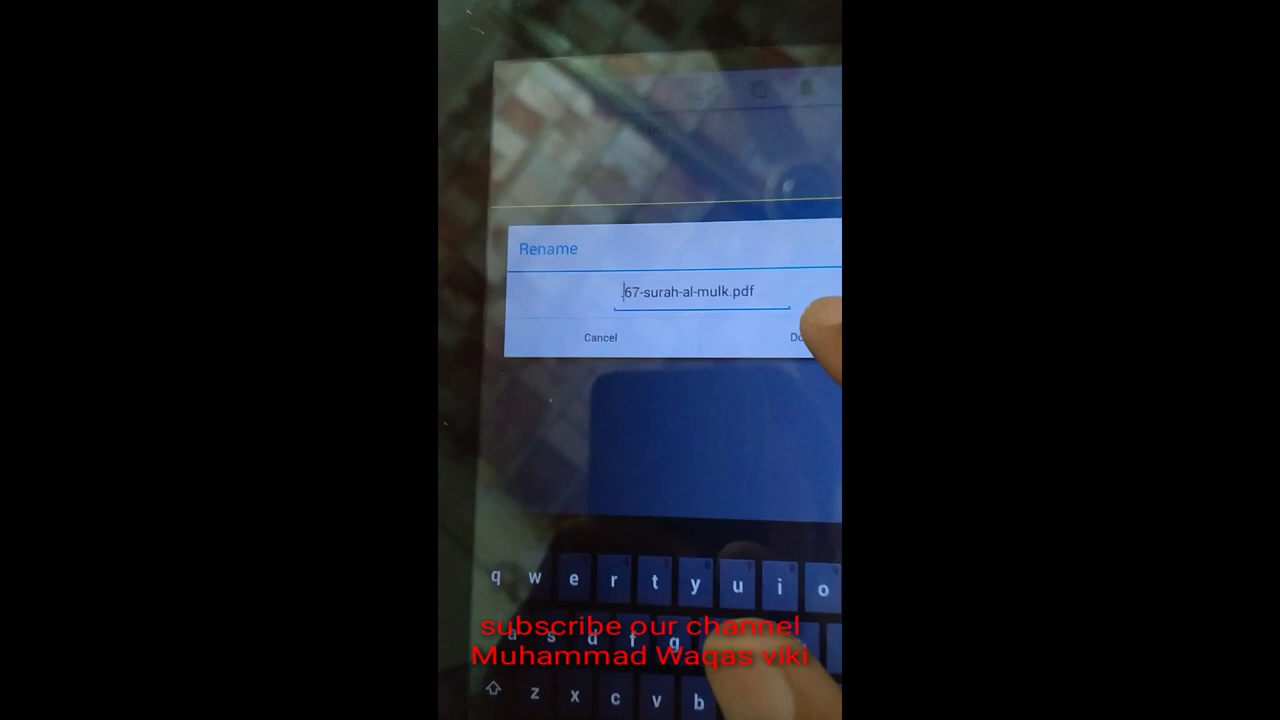 Rename
.67-surah-al-mulk.pdf
Cancel
q w e r t y u i o
a s d f g
z x c v b
subscribe our channel
Muhammad Waqas viki